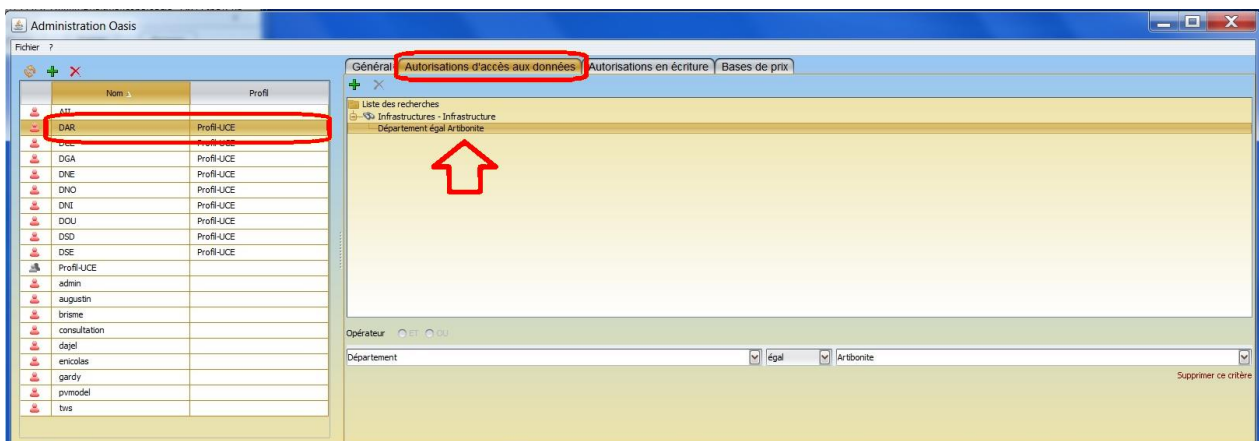 Administration Oasis
Fichier ?
Général Autorisations d'accès aux données Autorisations en écriture Bases de prix
Nom Profil
AII
DAR Profil-UCE
DCE Profil-UCE
DGA Profil-UCE
DNE Profil-UCE
DNO Profil-UCE
DNI Profil-UCE
DOU Profil-UCE
DSD Profil-UCE
DSE Profil-UCE
Profil-UCE
admin
augustin
brisme
consultation
dajel
enicolas
gardy
pvmodel
tws
Liste des recherches
Infrastructures - Infrastructure
Département égal Artibonite
Opérateur ET OU
Département égal Artibonite
Supprimer ce critère